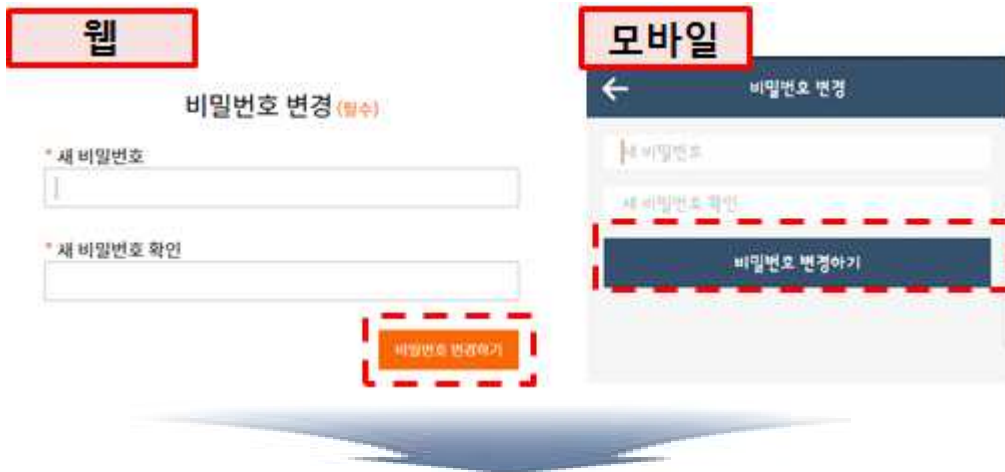 웹
비밀번호 변경 (필수)
* 새 비밀번호
* 새 비밀번호 확인
비밀번호 변경하기
모바일
비밀번호 변경
새 비밀번호
새 비밀번호 확인
비밀번호 변경하기